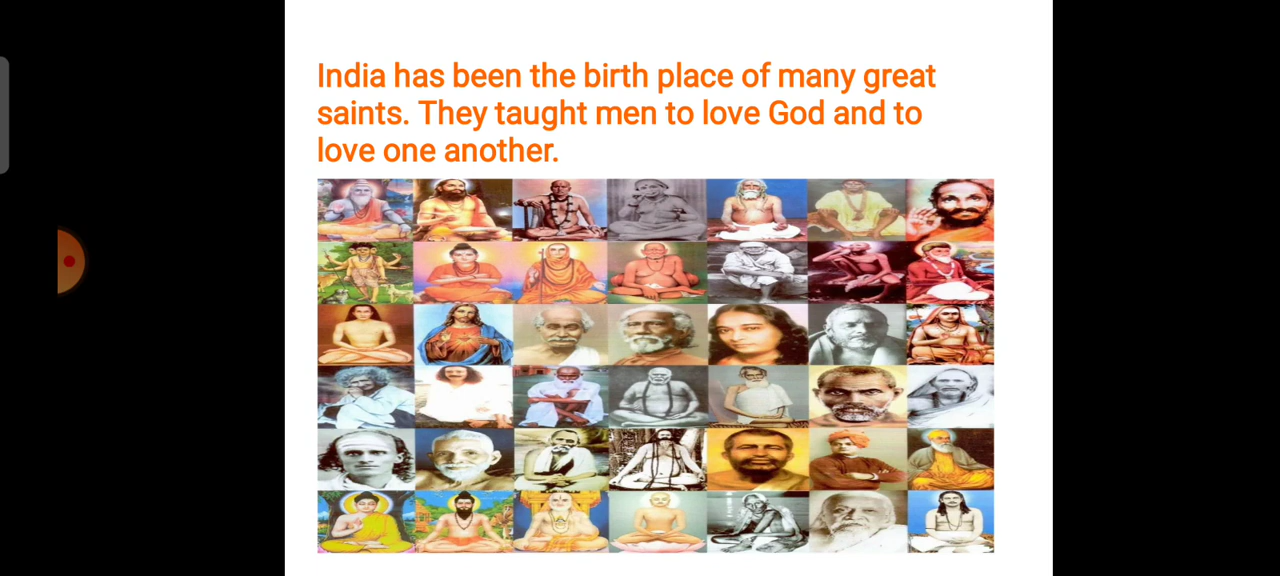 India has been the birth place of many great
saints. They taught men to love God and to
love one another.